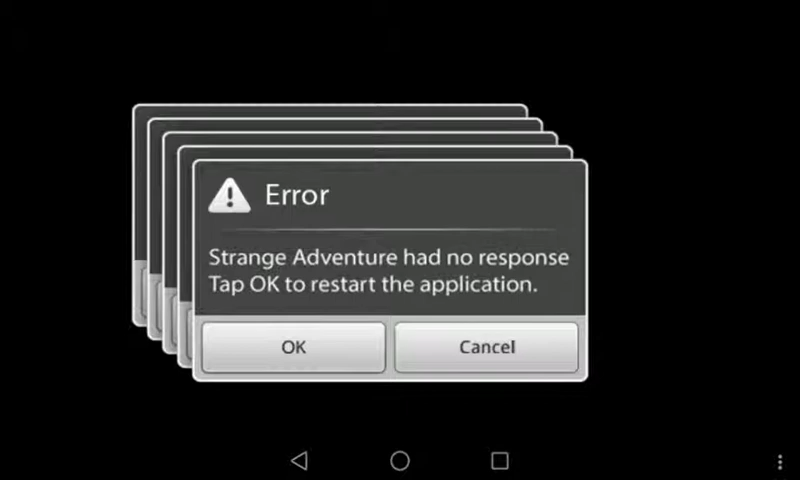 Error
Strange Adventure had no response
Tap OK to restart the application.
OK
Cancel